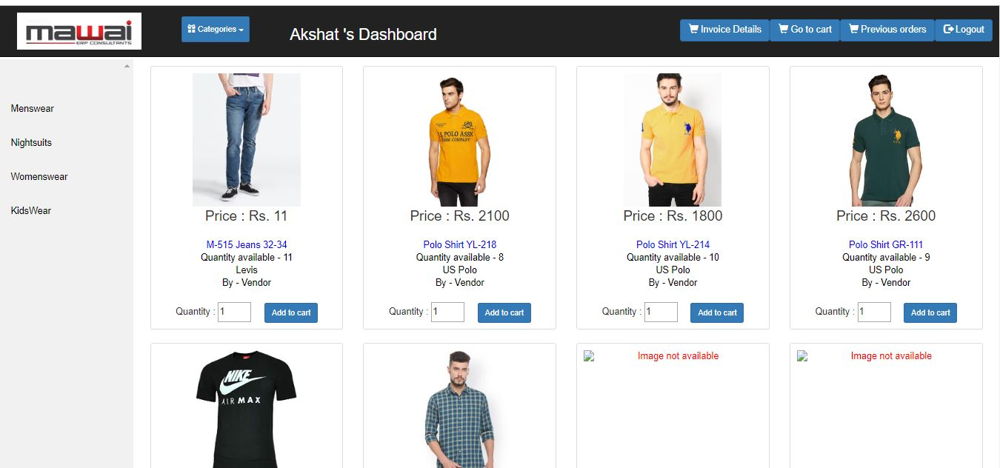 mawai
ERP CONSULTANTS
Categories
Akshat 's Dashboard
Invoice Details
Go to cart
Previous orders
Logout
Menswear
Nightsuits
Womenswear
KidsWear
Price : Rs. 11
M-515 Jeans 32-34
Quantity available - 11
Levis
By - Vendor
Quantity : 1
Add to cart
POLO ASSN
DENIM COMPANY
Price : Rs. 2100
Polo Shirt YL-218
Quantity available - 8
US Polo
By - Vendor
Quantity : 1
Add to cart
Price : Rs. 1800
Polo Shirt YL-214
Quantity available - 10
US Polo
By - Vendor
Quantity : 1
Add to cart
Price : Rs. 2600
Polo Shirt GR-111
Quantity available - 9
US Polo
By - Vendor
Quantity : 1
Add to cart
NIKE
AIR MAX
Image not available
Image not available